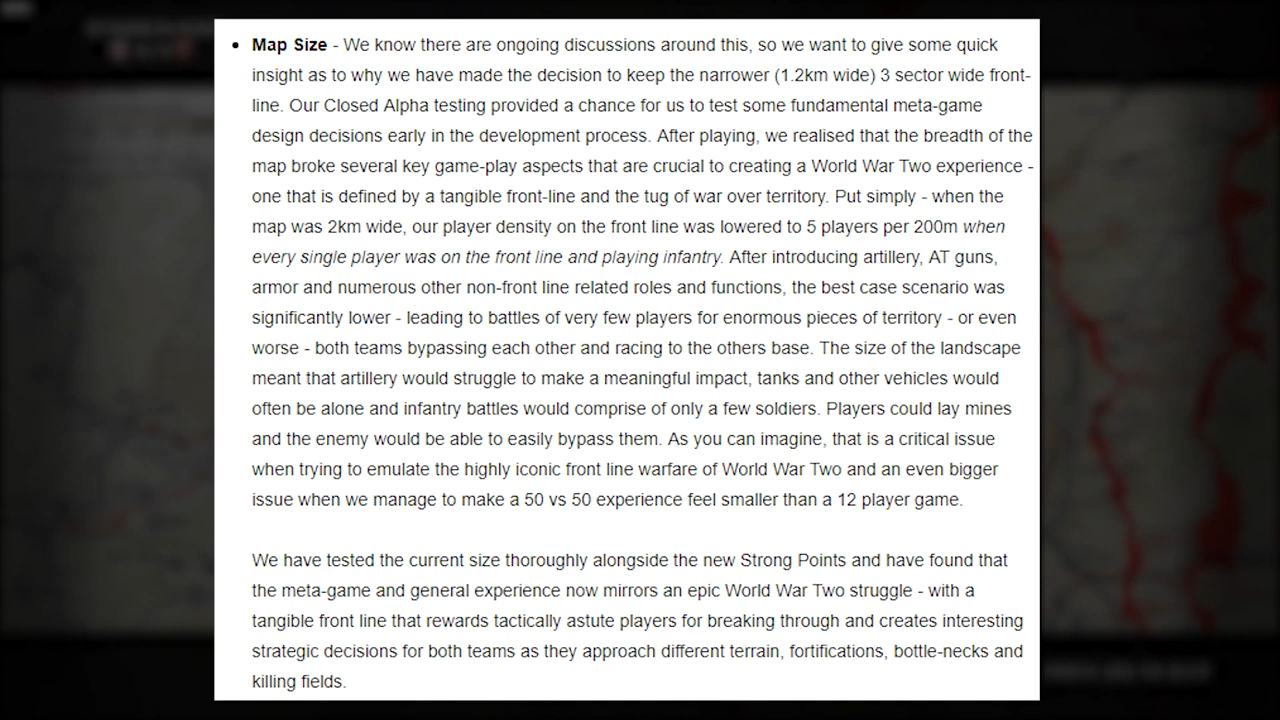 • Map Size - We know there are ongoing discussions around this, so we want to give some quick
insight as to why we have made the decision to keep the narrower (1.2km wide) 3 sector wide front-
line. Our Closed Alpha testing provided a chance for us to test some fundamental meta-game
design decisions early in the development process. After playing, we realised that the breadth of the
map broke several key game-play aspects that are crucial to creating a World War Two experience -
one that is defined by a tangible front-line and the tug of war over territory. Put simply - when the
map was 2km wide, our player density on the front line was lowered to 5 players per 200m when
every single player was on the front line and playing infantry. After introducing artillery, AT guns,
armor and numerous other non-front line related roles and functions, the best case scenario was
significantly lower - leading to battles of very few players for enormous pieces of territory - or even
worse - both teams bypassing each other and racing to the others base. The size of the landscape
meant that artillery would struggle to make a meaningful impact, tanks and other vehicles would
often be alone and infantry battles would comprise of only a few soldiers. Players could lay mines
and the enemy would be able to easily bypass them. As you can imagine, that is a critical issue
when trying to emulate the highly iconic front line warfare of World War Two and an even bigger
issue when we manage to make a 50 vs 50 experience feel smaller than a 12 player game.
We have tested the current size thoroughly alongside the new Strong Points and have found that
the meta-game and general experience now mirrors an epic World War Two struggle - with a
tangible front line that rewards tactically astute players for breaking through and creates interesting
strategic decisions for both teams as they approach different terrain, fortifications, bottle-necks and
killing fields.